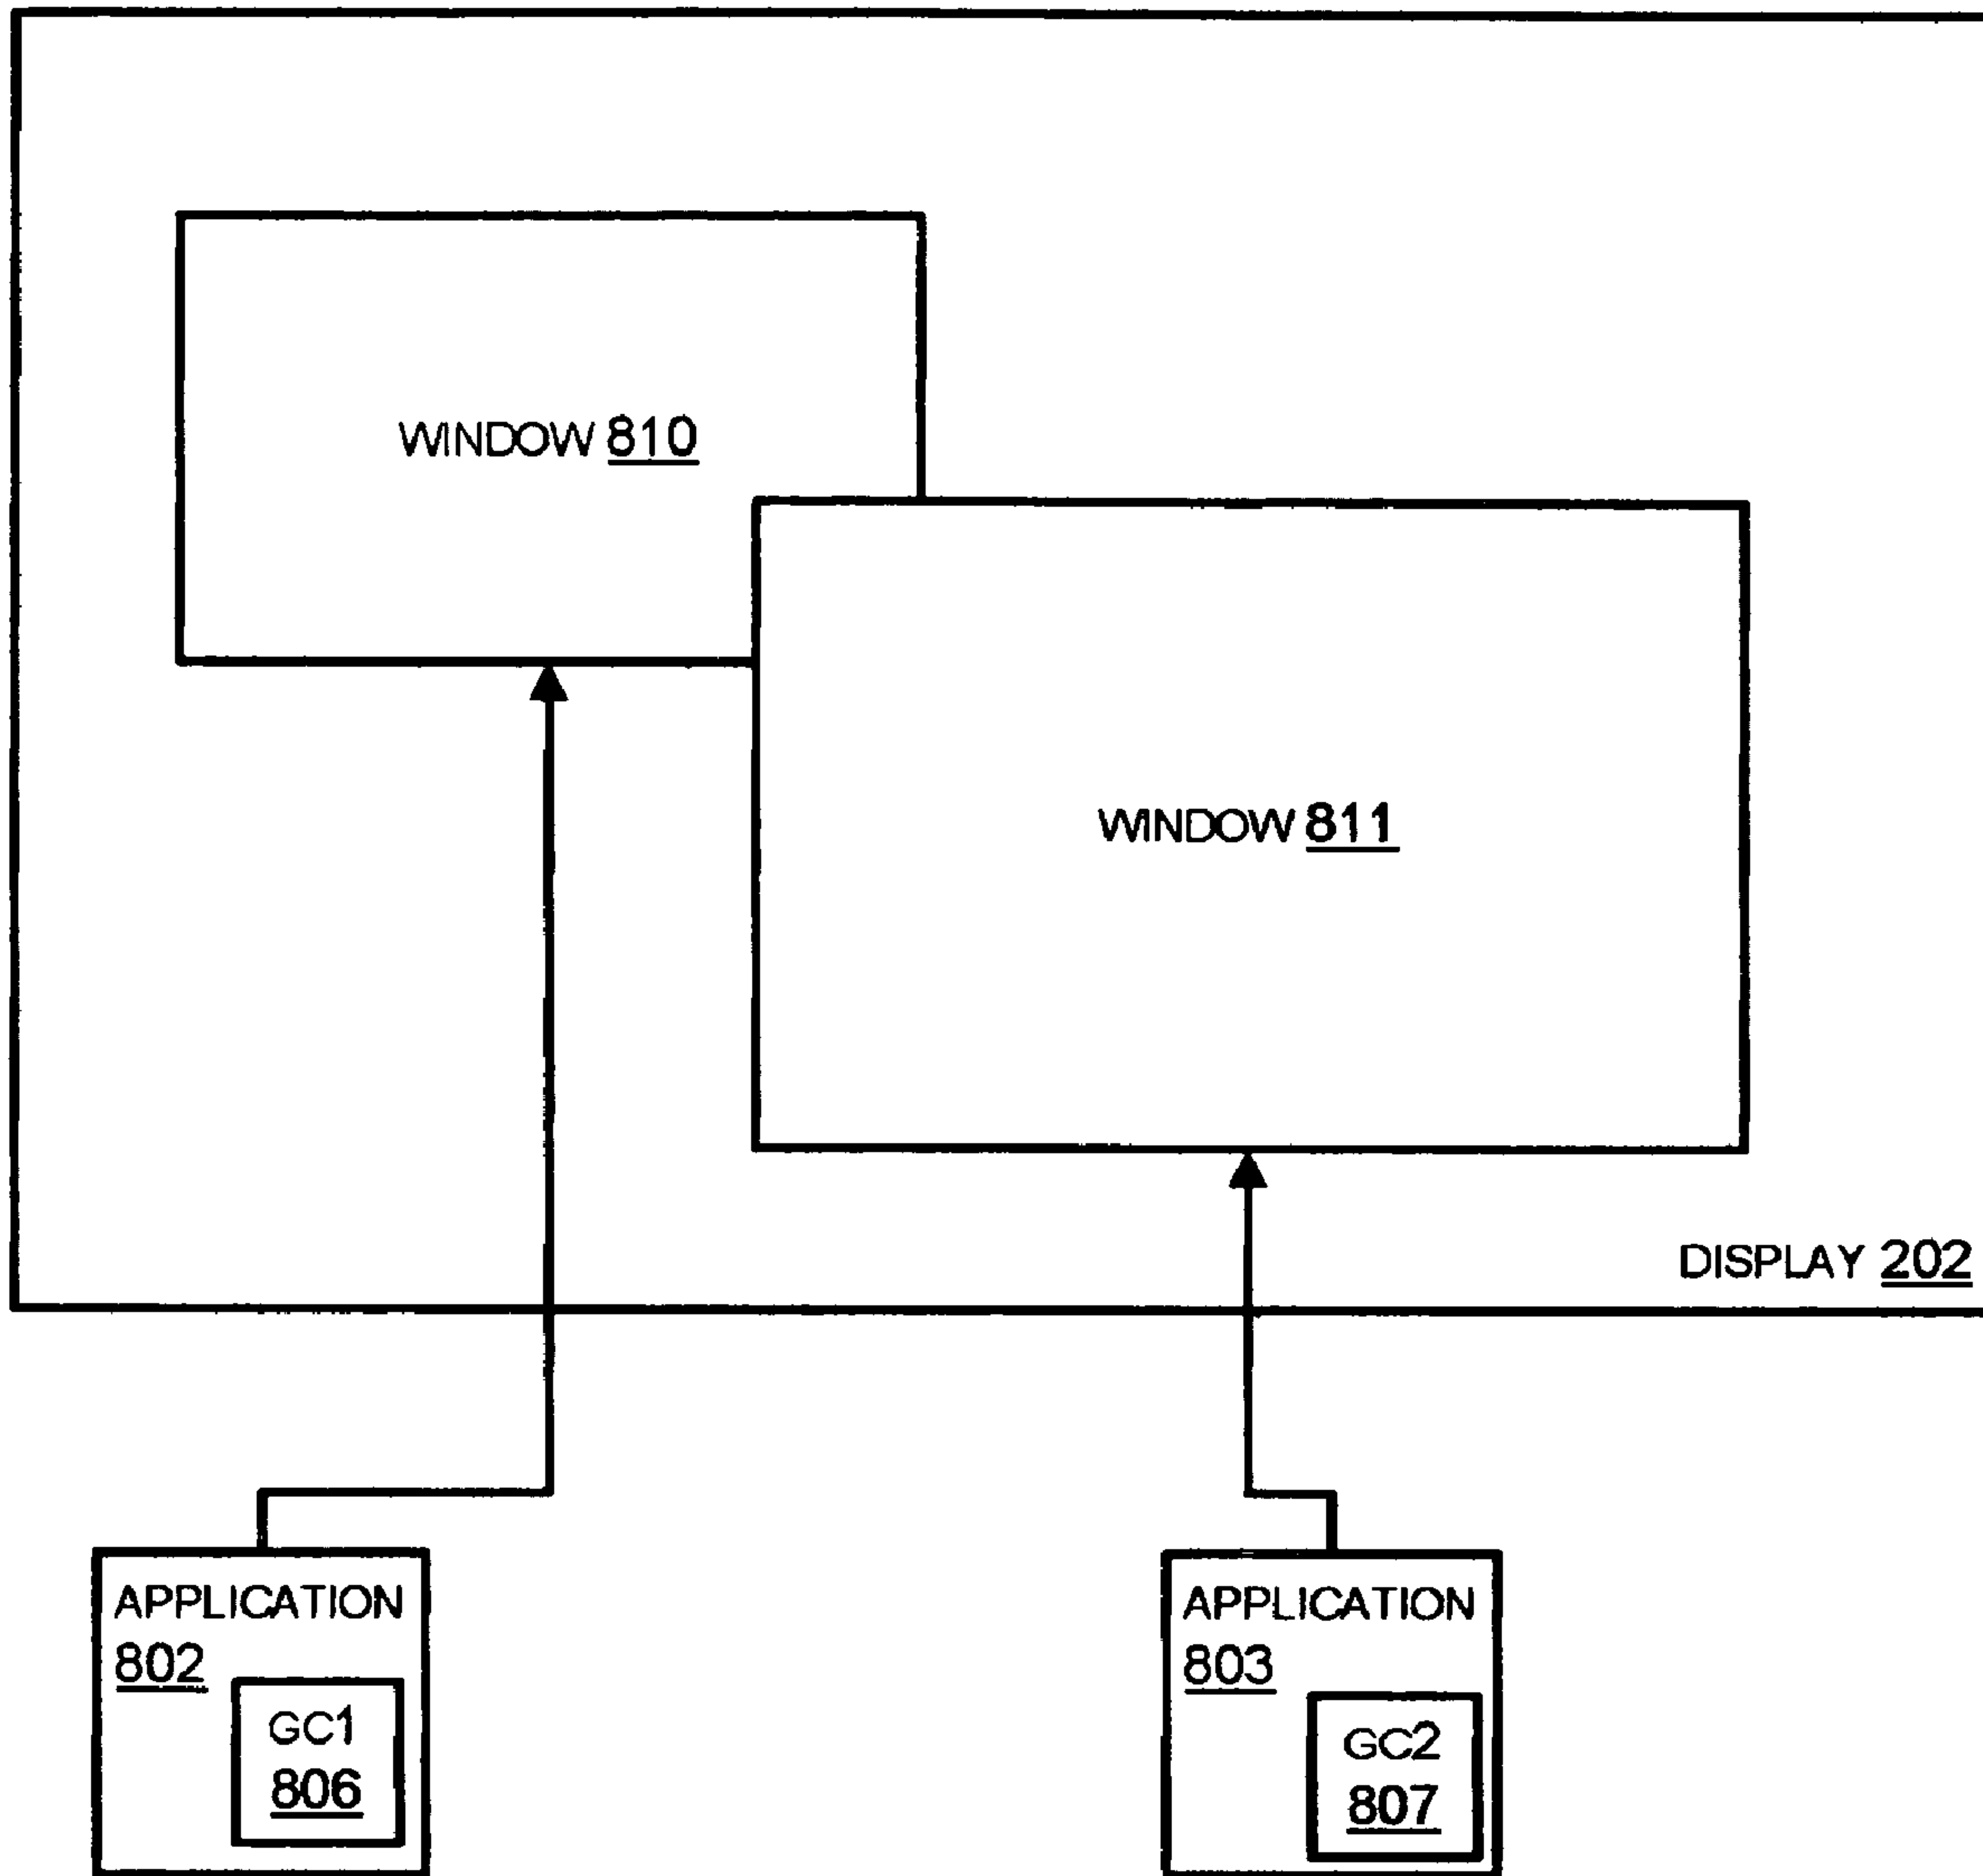 WINDOW 810
WINDOW 811
DISPLAY 202
APPLICATION
802
GC1
806
APPLICATION
803
GC2
807